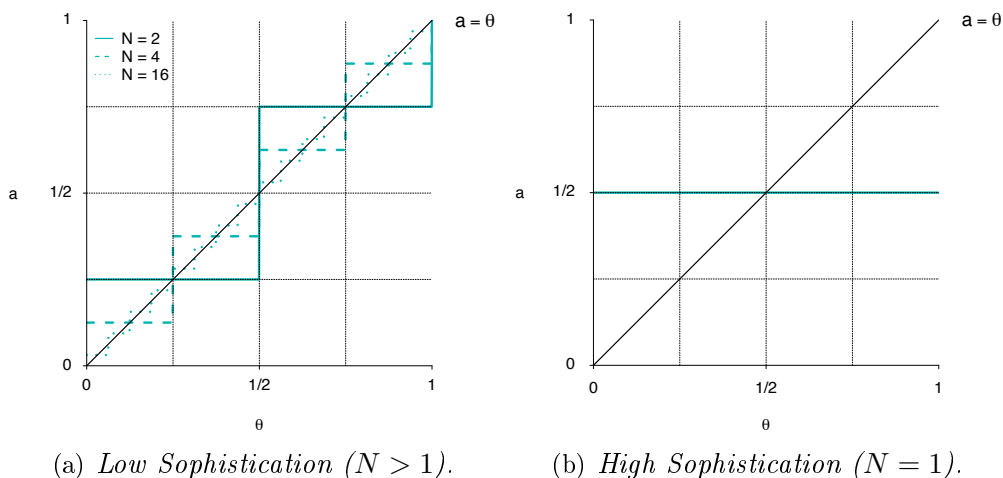 1
a = θ
N = 2
N = 4
N = 16
a
1/2
0
0
1/2
1
θ
(a) Low Sophistication (N > 1).
1
a = θ
a
1/2
0
0
1/2
1
θ
(b) High Sophistication (N = 1).